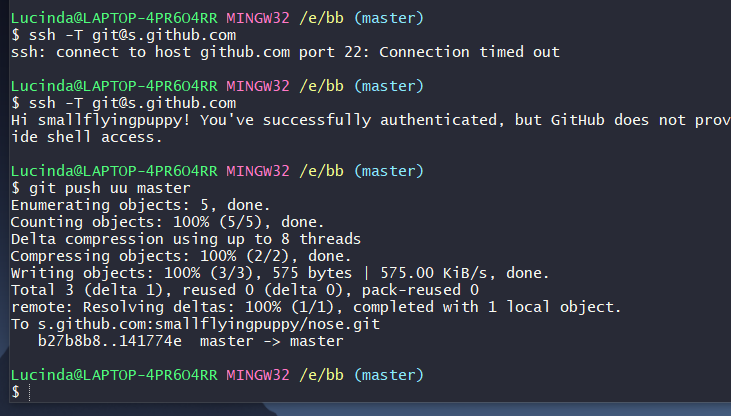 Lucinda@LAPTOP-4PR6O4RR MINGW32 /e/bb (master)
$ ssh -T git@s.github.com
ssh: connect to host github.com port 22: Connection timed out
Lucinda@LAPTOP-4PR6O4RR MINGW32 /e/bb (master)
$ ssh -T git@s.github.com
Hi smallflyingpuppy! You've successfully authenticated, but GitHub does not prov
ide shell access.
Lucinda@LAPTOP-4PR6O4RR MINGW32 /e/bb (master)
$ git push uu master
Enumerating objects: 5, done.
Counting objects: 100% (5/5), done.
Delta compression using up to 8 threads
Compressing objects: 100% (2/2), done.
Writing objects: 100% (3/3), 575 bytes | 575.00 KiB/s, done.
Total 3 (delta 1), reused 0 (delta 0), pack-reused 0
remote: Resolving deltas: 100% (1/1), completed with 1 local object.
To s.github.com:smallflyingpuppy/nose.git
   b27b8b8..141774e  master -> master
Lucinda@LAPTOP-4PR6O4RR MINGW32 /e/bb (master)
$